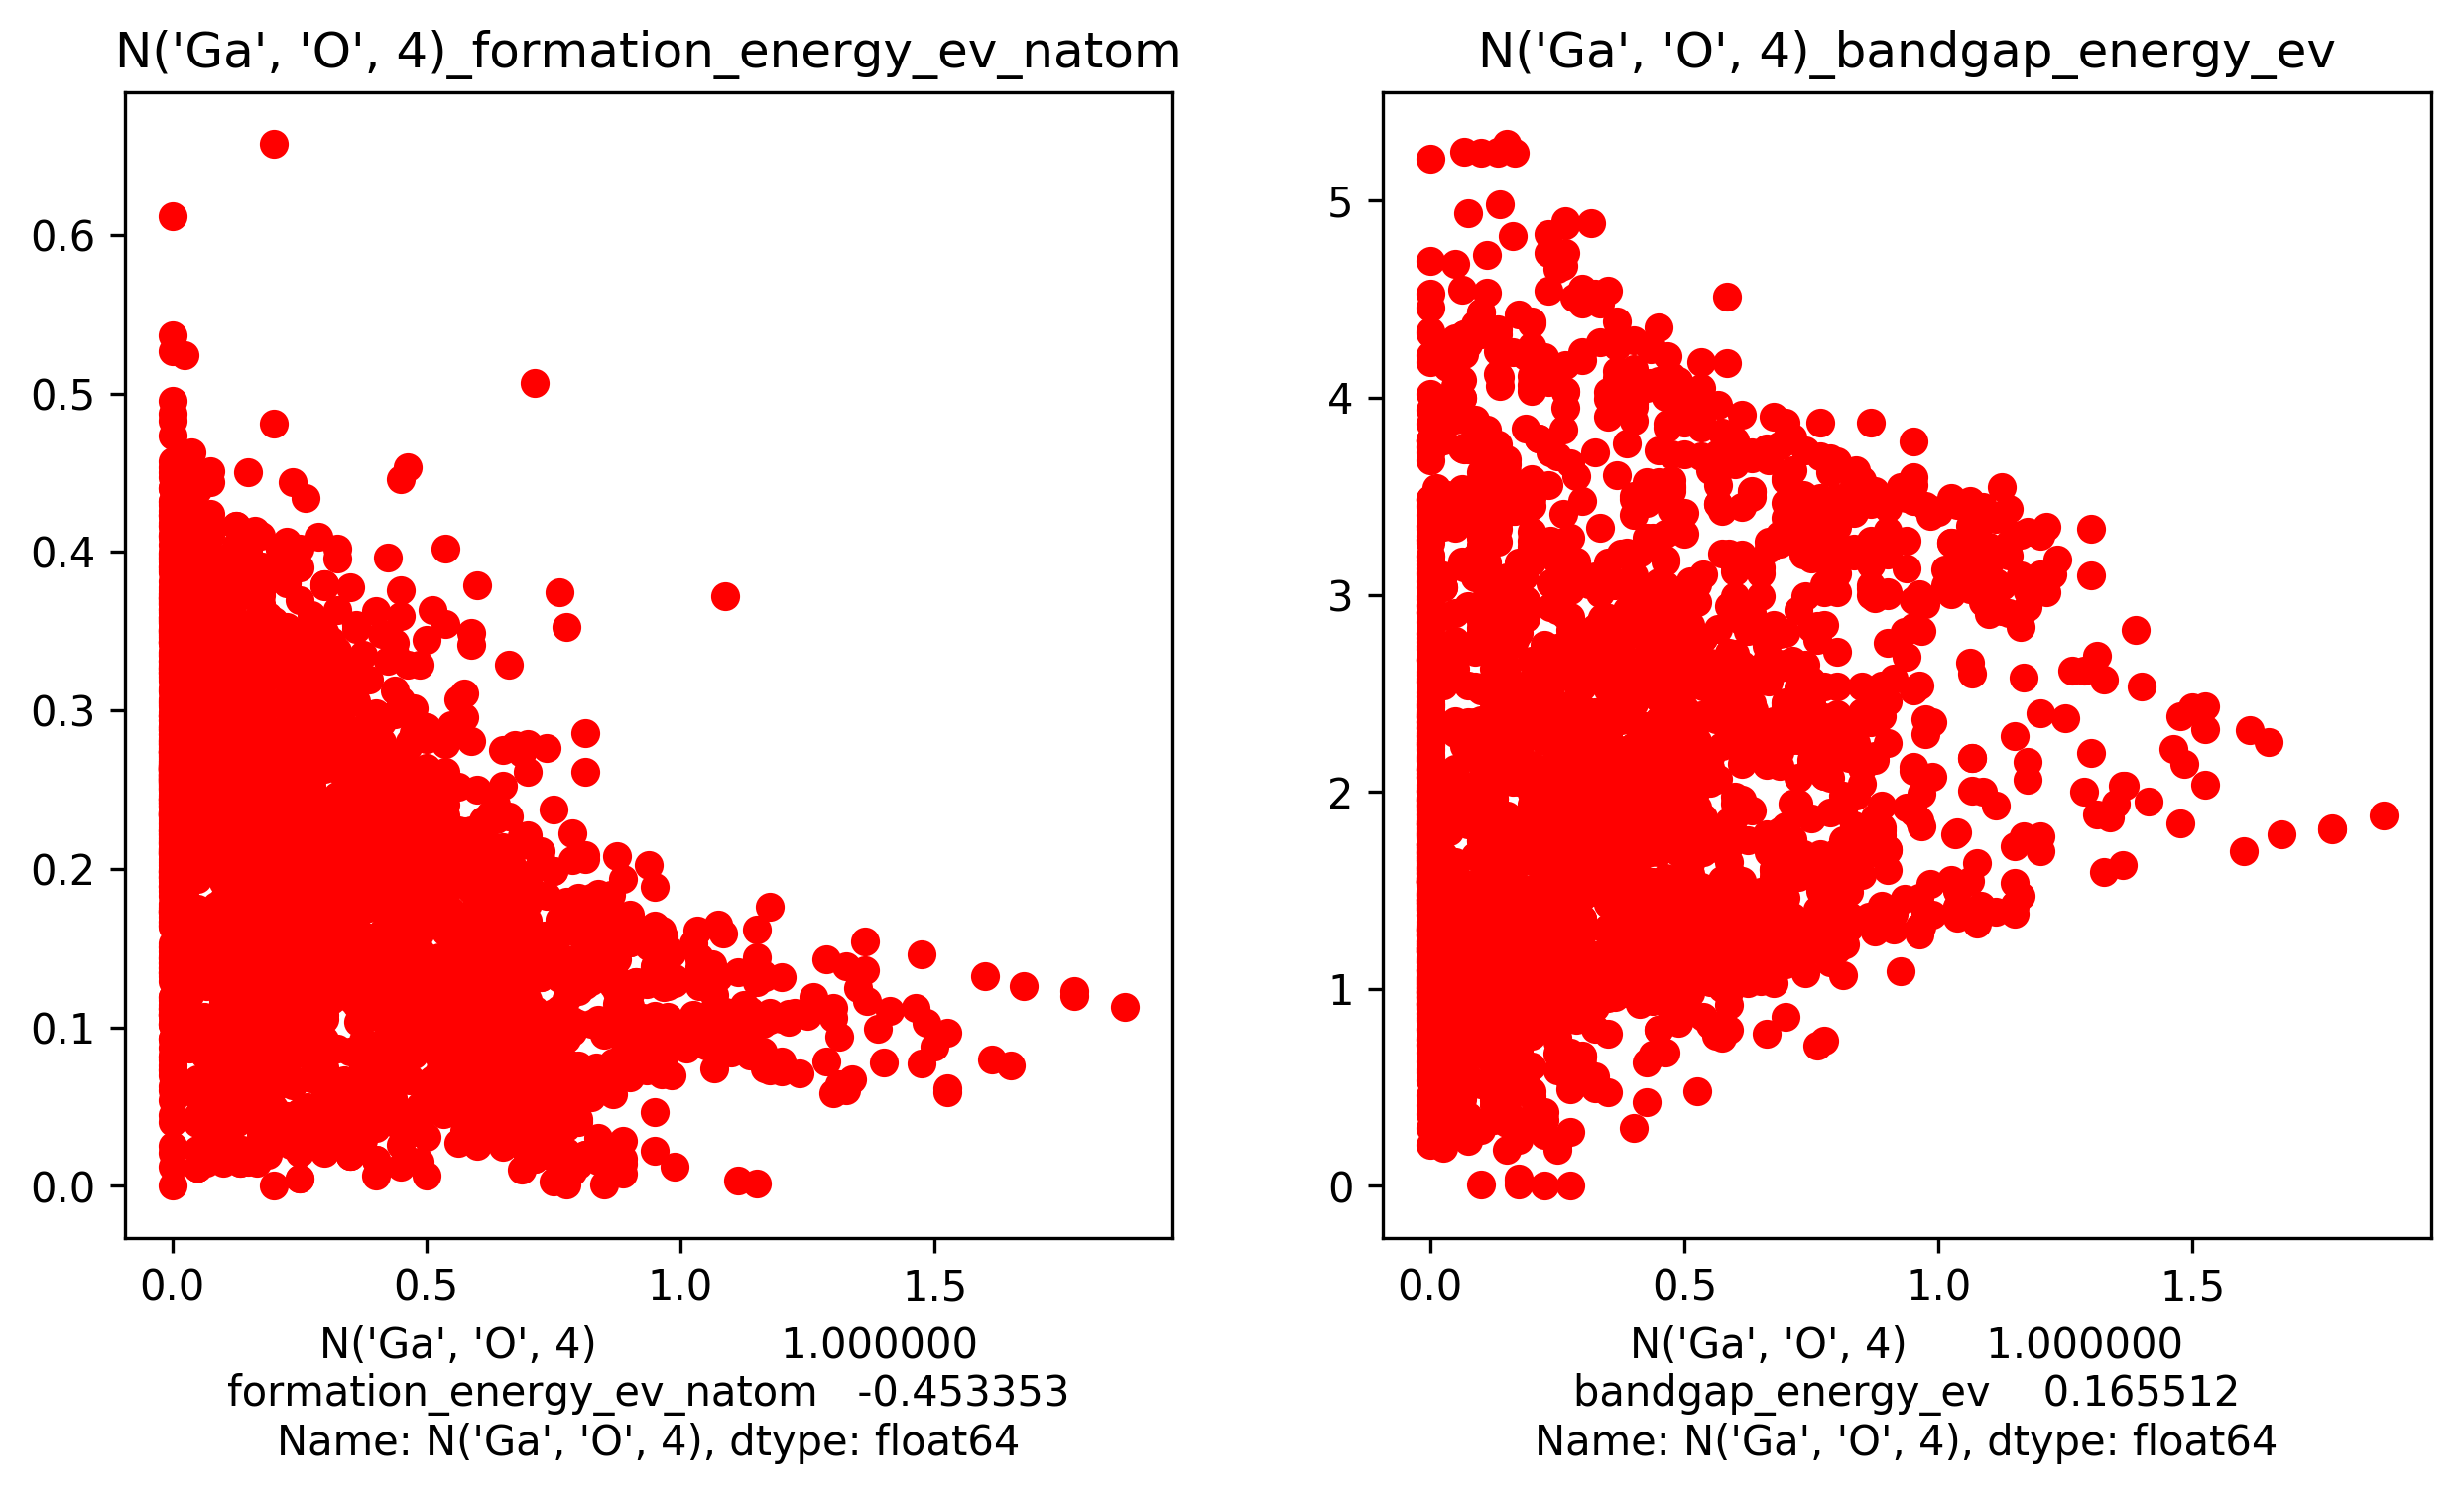 N('Ga', 'O', 4)_formation_energy_ev_natom
0.6
0.5
0.4
0.3
0.2
0.1
0.0
0.0 0.5 1.0 1.5
N('Ga', 'O', 4) 1.000000
formation_energy_ev_natom -0.453353
Name: N('Ga', 'O', 4), dtype: float64
N('Ga', 'O', 4)_bandgap_energy_ev
5
4
3
2
1
0
0.0 0.5 1.0 1.5
N('Ga', 'O', 4) 1.000000
bandgap_energy_ev 0.165512
Name: N('Ga', 'O', 4), dtype: float64